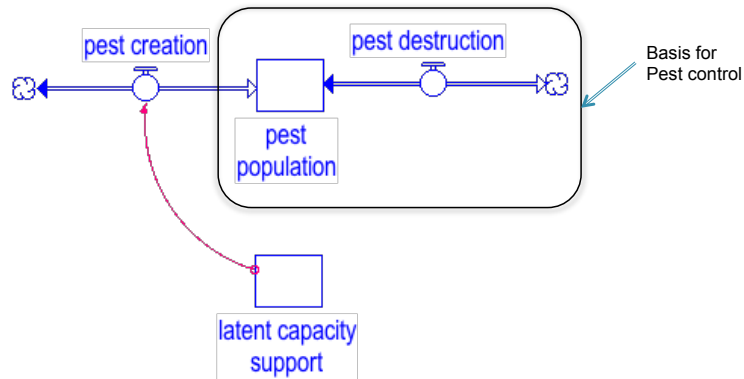 pest creation
pest destruction
Basis for
Pest control
pest
population
latent capacity
support